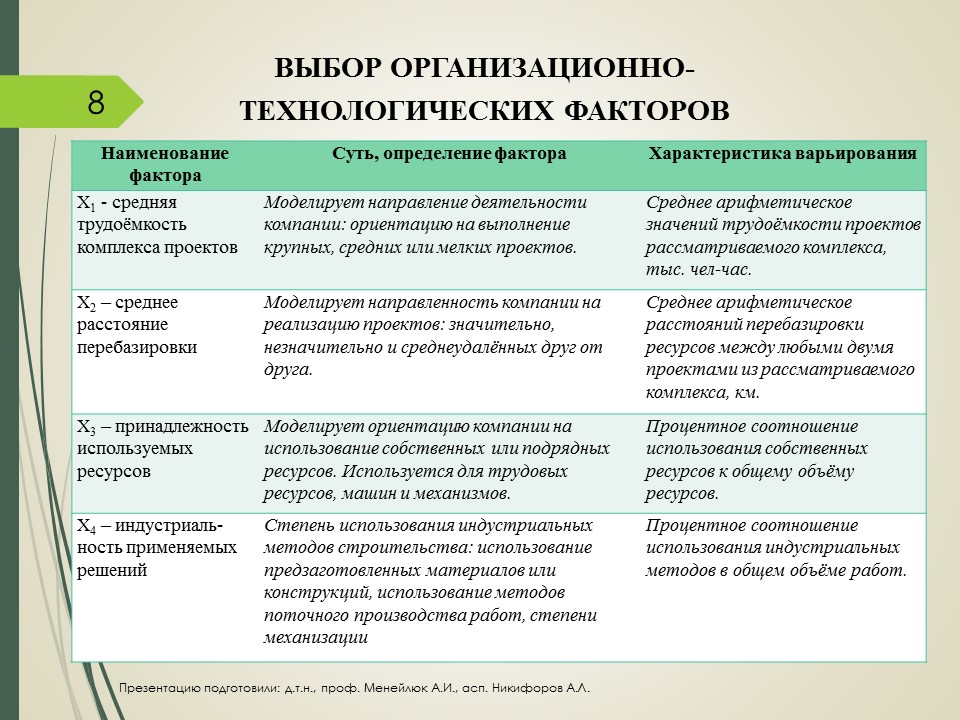 8
ВЫБОР ОРГАНИЗАЦИОННО-
ТЕХНОЛОГИЧЕСКИХ ФАКТОРОВ
Наименование
фактора
Суть, определение фактора
Характеристика варьирования
X1 - средняя
трудоёмкость
комплекса проектов
Моделирует направление деятельности
компании: ориентацию на выполнение
крупных, средних или мелких проектов.
Среднее арифметическое
значений трудоёмкости проектов
рассматриваемого комплекса,
тыс. чел-час.
X2 – среднее
расстояние
перебазировки
Моделирует направленность компании на
реализацию проектов: значительно,
незначительно и среднеудалённых друг от
друга.
Среднее арифметическое
расстояний перебазировки
ресурсов между любыми двумя
проектами из рассматриваемого
комплекса, км.
X3 – принадлежность
используемых
ресурсов
Моделирует ориентацию компании на
использование собственных или подрядных
ресурсов. Используется для трудовых
ресурсов, машин и механизмов.
Процентное соотношение
использования собственных
ресурсов к общему объёму
ресурсов.
X4 – индустриаль-
ность применяемых
решений
Степень использования индустриальных
методов строительства: использование
предзаготовленных материалов или
конструкций, использование методов
поточного производства работ, степени
механизации
Процентное соотношение
использования индустриальных
методов в общем объёме работ.
Презентацию подготовили: д.т.н., проф. Менейлюк А.И., асп. Никифоров А.Л.